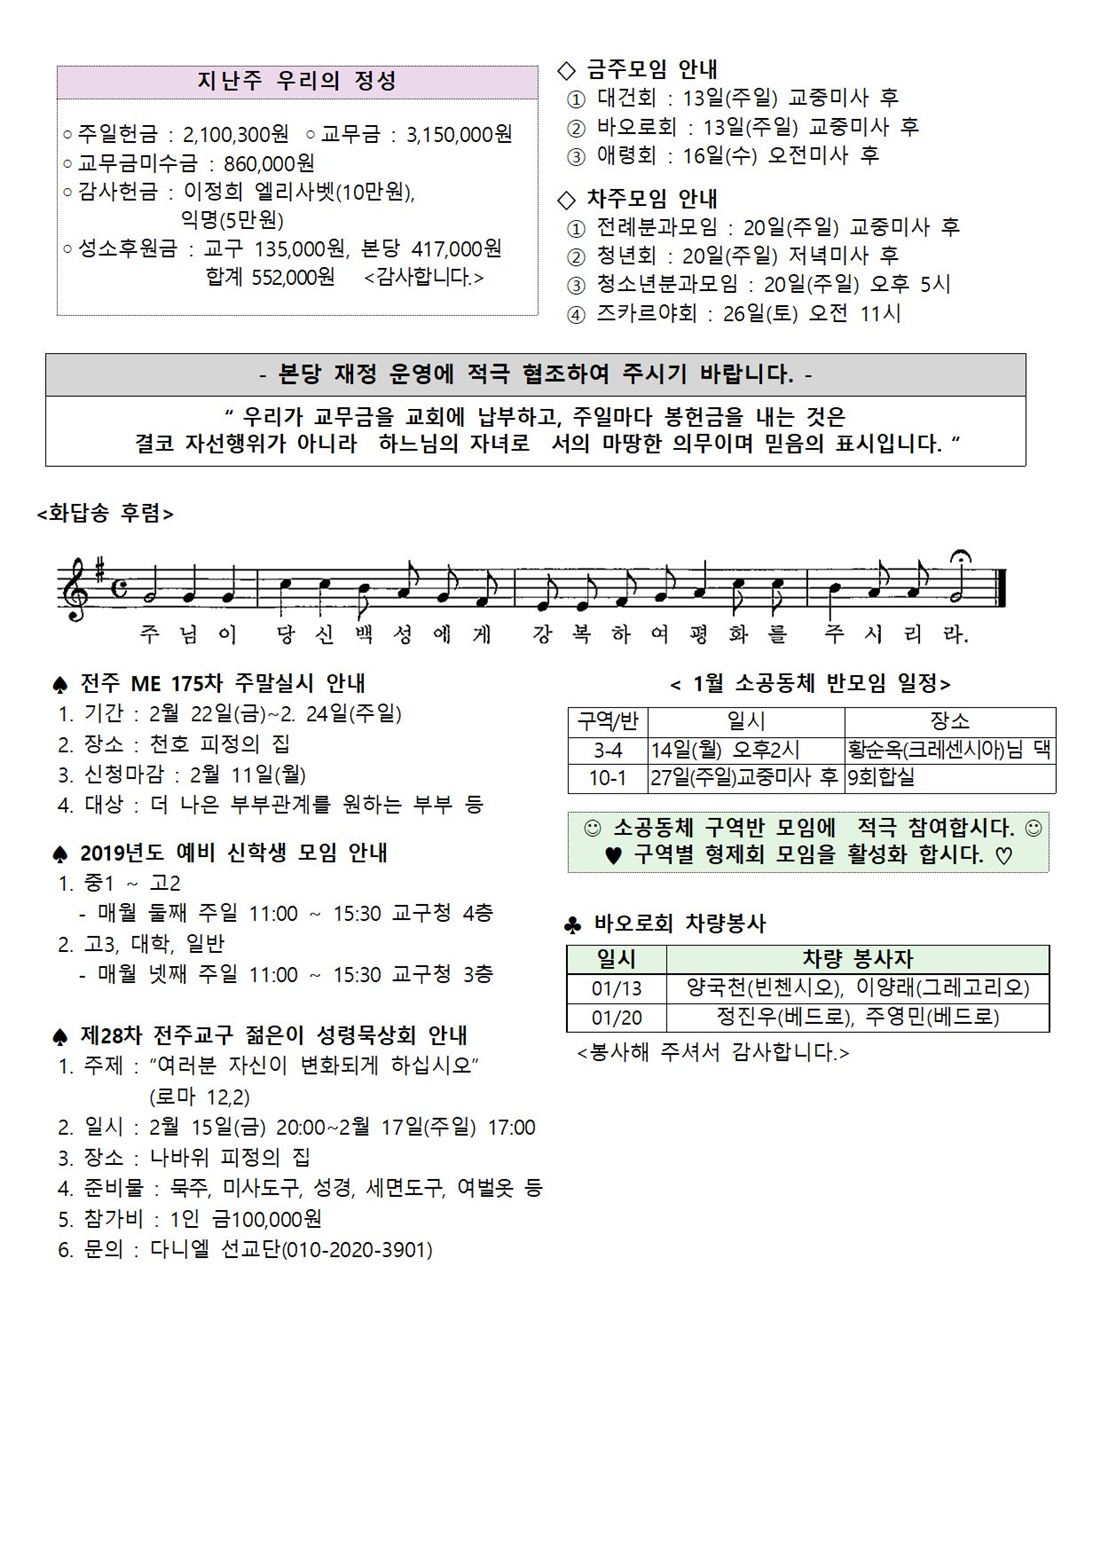 지난주 우리의 정성
○ 주일헌금 : 2,100,300원 ○ 교무금 : 3,150,000원
○ 교무금미수금 : 860,000원
○ 감사헌금 : 이정희 엘리사벳(10만원),
익명(5만원)
○ 성소후원금 : 교구 135,000원, 본당 417,000원
합계 552,000원 <감사합니다.>
◇ 금주모임 안내
① 대건회 : 13일(주일) 교중미사 후
② 바오로회 : 13일(주일) 교중미사 후
③ 애령회 : 16일(수) 오전미사 후
◇ 차주모임 안내
① 전례분과모임 : 20일(주일) 교중미사 후
② 청년회 : 20일(주일) 저녁미사 후
③ 청소년분과모임 : 20일(주일) 오후 5시
④ 즈카르야회 : 26일(토) 오전 11시
- 본당 재정 운영에 적극 협조하여 주시기 바랍니다. -
“ 우리가 교무금을 교회에 납부하고, 주일마다 봉헌금을 내는 것은
결코 자선행위가 아니라 하느님의 자녀로 서의 마땅한 의무이며 믿음의 표시입니다. “
<화답송 후렴>
주 님 이 당 신 백 성 에 게 강 복 하 여 평 화 를 주 시 리 라.
♠ 전주 ME 175차 주말실시 안내
1. 기간 : 2월 22일(금)~2. 24일(주일)
2. 장소 : 천호 피정의 집
3. 신청마감 : 2월 11일(월)
4. 대상 : 더 나은 부부관계를 원하는 부부 등
♠ 2019년도 예비 신학생 모임 안내
1. 중1 ~ 고2
- 매월 둘째 주일 11:00 ~ 15:30 교구청 4층
2. 고3, 대학, 일반
- 매월 넷째 주일 11:00 ~ 15:30 교구청 3층
♠ 제28차 전주교구 젊은이 성령묵상회 안내
1. 주제 : “여러분 자신이 변화되게 하십시오”
(로마 12,2)
2. 일시 : 2월 15일(금) 20:00~2월 17일(주일) 17:00
3. 장소 : 나바위 피정의 집
4. 준비물 : 묵주, 미사도구, 성경, 세면도구, 여벌옷 등
5. 참가비 : 1인 금100,000원
6. 문의 : 다니엘 선교단(010-2020-3901)
< 1월 소공동체 반모임 일정>
구역/반 일시 장소
3-4 14일(월) 오후2시 황순옥(크레센시아)님 댁
10-1 27일(주일)교중미사 후 9회합실
☺ 소공동체 구역반 모임에 적극 참여합시다. ☺
♥ 구역별 형제회 모임을 활성화 합시다. ♡
♣ 바오로회 차량봉사
일시 차량 봉사자
01/13 양국천(빈첸시오), 이양래(그레고리오)
01/20 정진우(베드로), 주영민(베드로)
<봉사해 주셔서 감사합니다.>